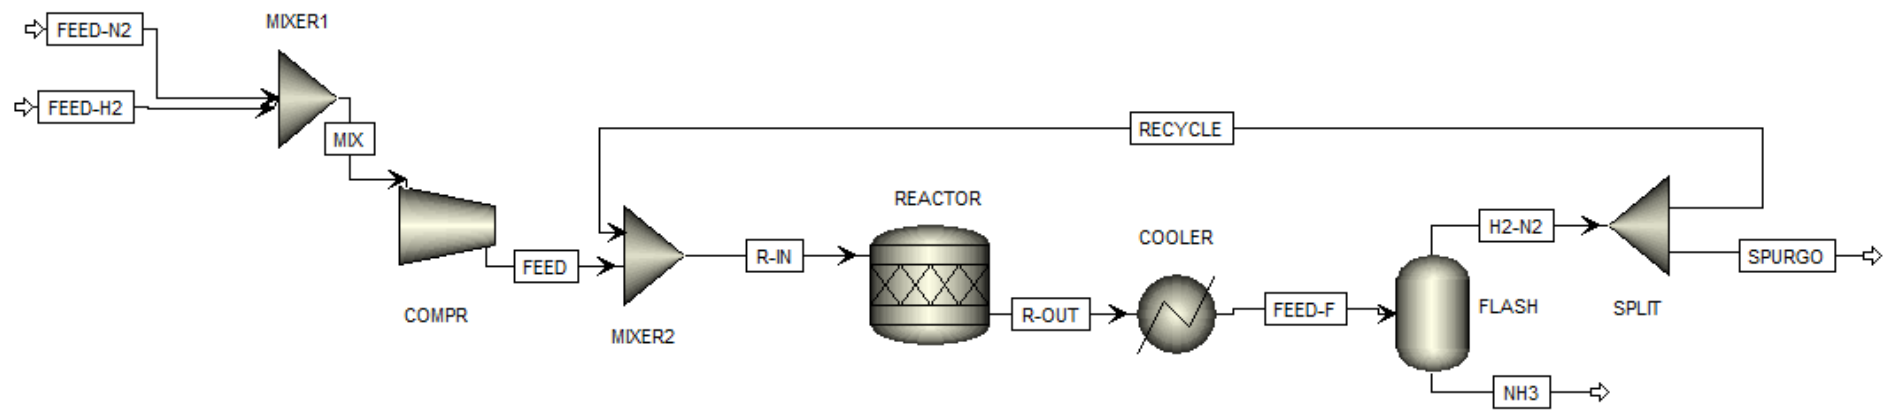 FEED-N2
MIXER1
FEED-H2
MIX
RECYCLE
REACTOR
COOLER
H2-N2
R-IN
SPURGO
FEED
COMPR
MIXER2
R-OUT
FEED-F
FLASH
SPLIT
NH3